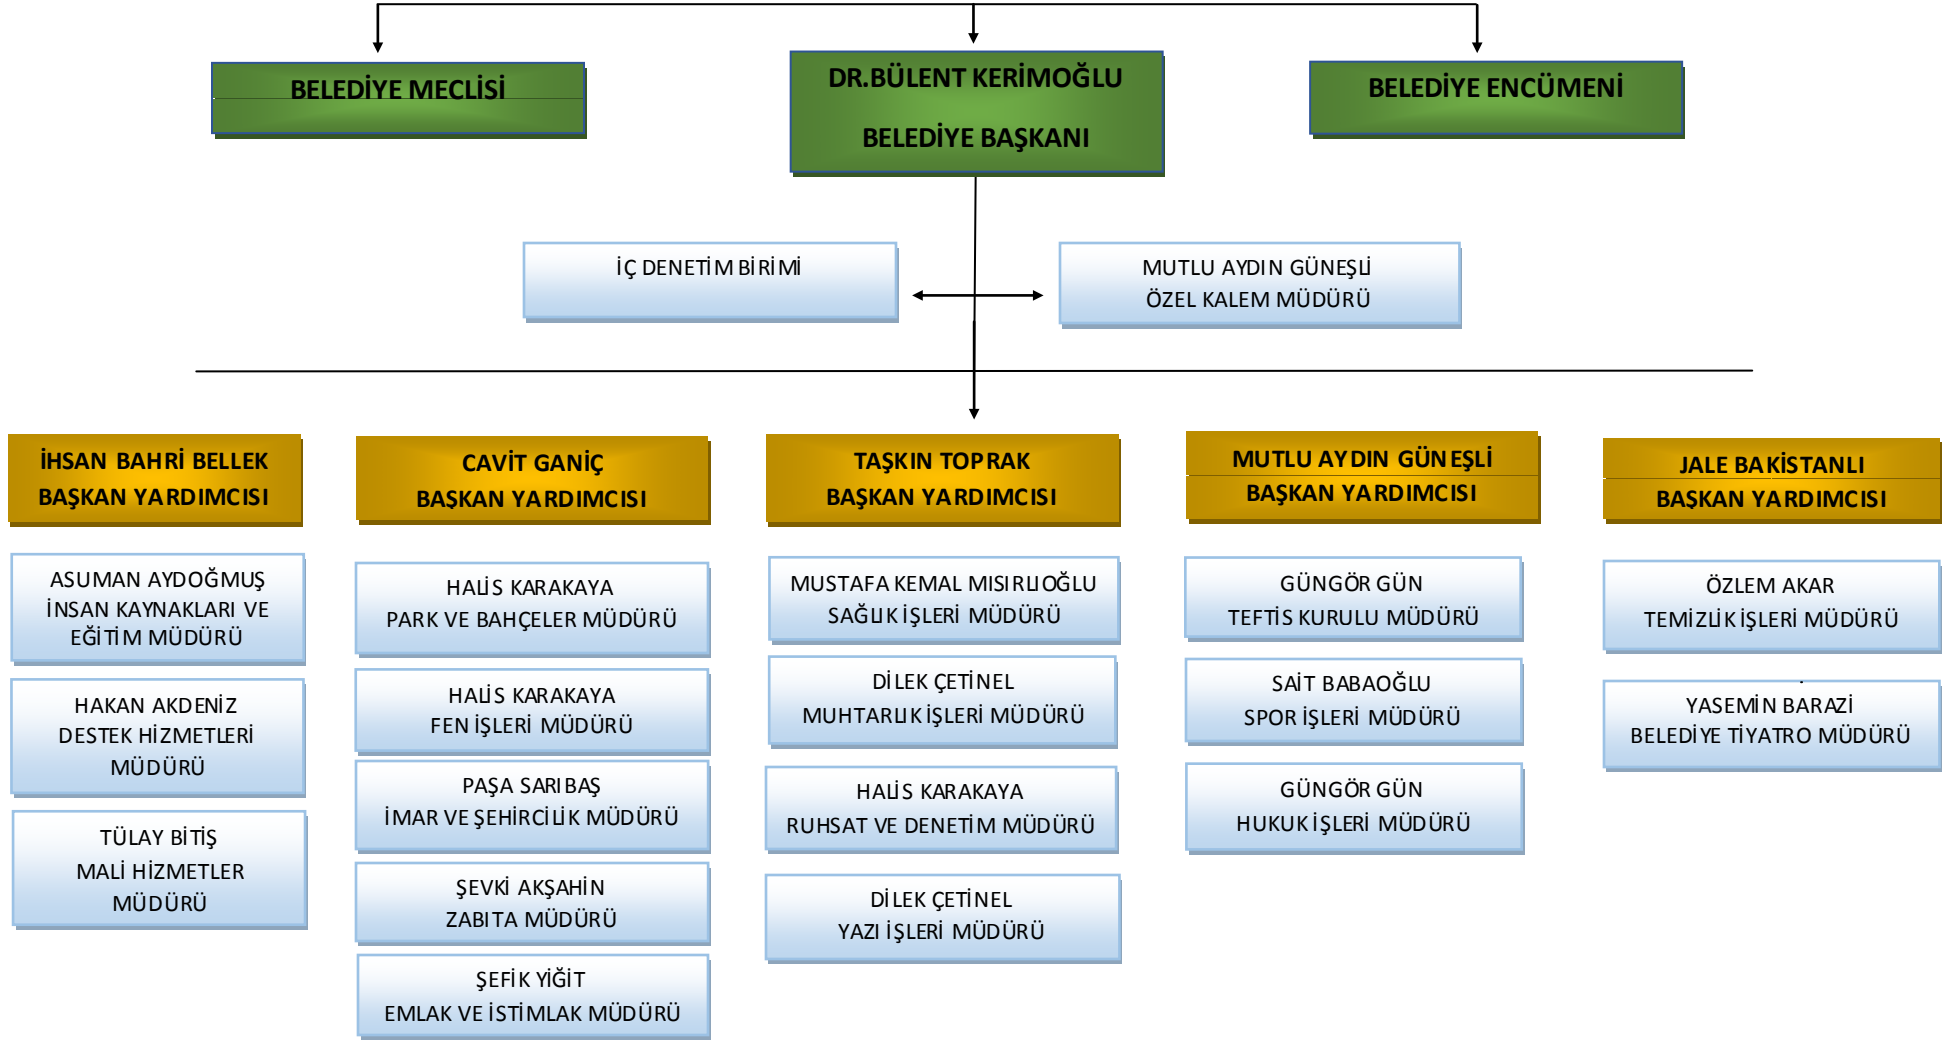 BELEDİYE MECLİSİ
DR.BÜLENT KERİMOĞLU
BELEDİYE BAŞKANI
BELEDİYE ENCÜMENİ
İÇ DENETİM BİRİMİ
MUTLU AYDIN GÜNEŞLİ
ÖZEL KALEM MÜDÜRÜ
İHSAN BAHRİ BELLEK
BAŞKAN YARDIMCISI
ASUMAN AYDOĞMUŞ
İNSAN KAYNAKLARI VE
EĞİTİM MÜDÜRÜ
HAKAN AKDENİZ
DESTEK HİZMETLERİ
MÜDÜRÜ
TÜLAY BİTİŞ
MALİ HİZMETLER
MÜDÜRÜ
CAVİT GANİÇ
BAŞKAN YARDIMCISI
HALİS KARAKAYA
PARK VE BAHÇELER MÜDÜRÜ
HALİS KARAKAYA
FEN İŞLERİ MÜDÜRÜ
PAŞA SARIBAŞ
İMAR VE ŞEHİRCİLİK MÜDÜRÜ
ŞEVKİ AKŞAHİN
ZABITA MÜDÜRÜ
ŞEFİK YİĞİT
EMLAK VE İSTİMLAK MÜDÜRÜ
TAŞKIN TOPRAK
BAŞKAN YARDIMCISI
MUSTAFA KEMAL MISIRLIOĞLU
SAĞLIK İŞLERİ MÜDÜRÜ
DİLEK ÇETİNEL
MUHTARLIK İŞLERİ MÜDÜRÜ
HALİS KARAKAYA
RUHSAT VE DENETİM MÜDÜRÜ
DİLEK ÇETİNEL
YAZI İŞLERİ MÜDÜRÜ
MUTLU AYDIN GÜNEŞLİ
BAŞKAN YARDIMCISI
GÜNGÖR GÜN
TEFTİS KURULU MÜDÜRÜ
SAİT BABAOĞLU
SPOR İŞLERİ MÜDÜRÜ
GÜNGÖR GÜN
HUKUK İŞLERİ MÜDÜRÜ
JALE BAKİSTANLI
BAŞKAN YARDIMCISI
ÖZLEM AKAR
TEMİZLİK İŞLERİ MÜDÜRÜ
YASEMİN BARAZİ
BELEDİYE TİYATRO MÜDÜRÜ